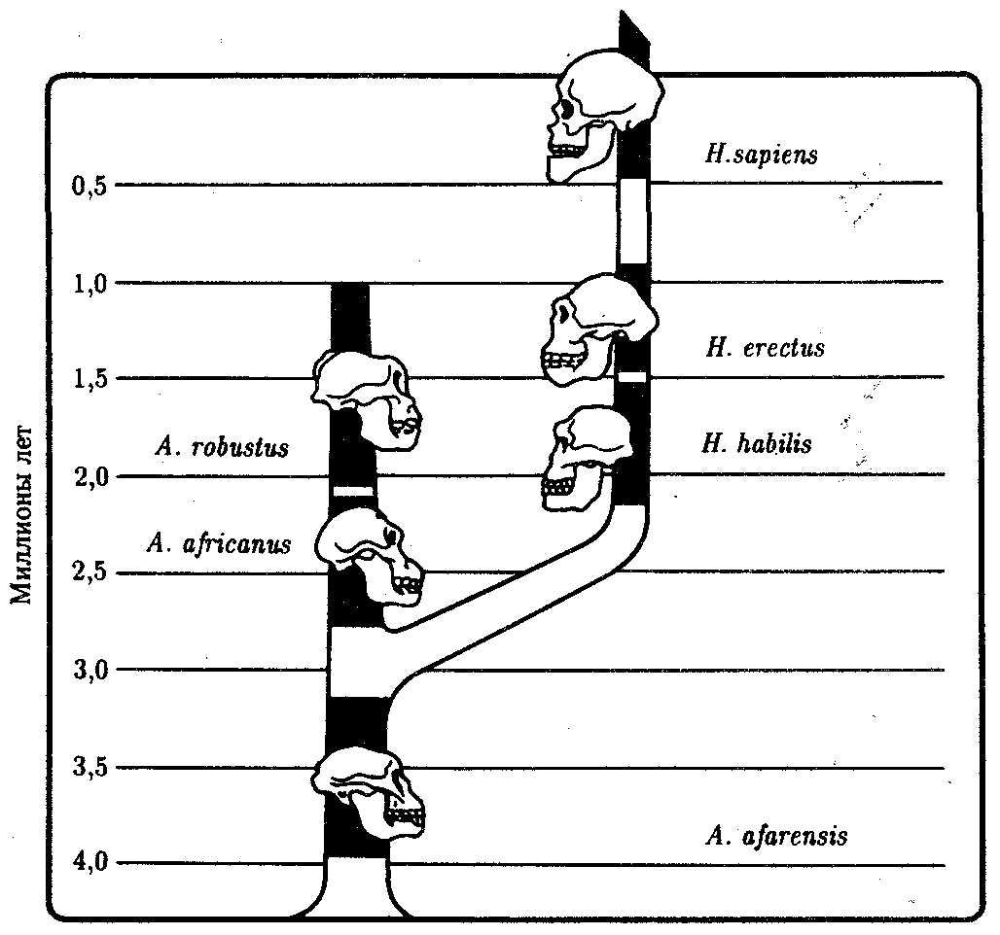 H.sapiens
0,5
1,0
H. erectus
1,5
A. robustus
H. habilis
2,0
A. africanus
2,5
3,0
3,5
A. afarensis
4,0
Миллионы лет